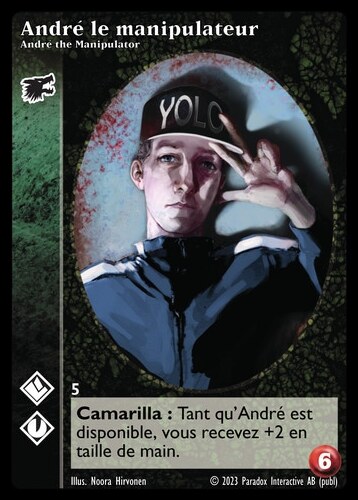 André le manipulateur
André the Manipulator
YOLO
5
Camarilla : Tant qu'André est
disponible, vous recevez +2 en
taille de main.
6
Illus. Noora Hirvonen © 2023 Paradox Interactive AB (publ)